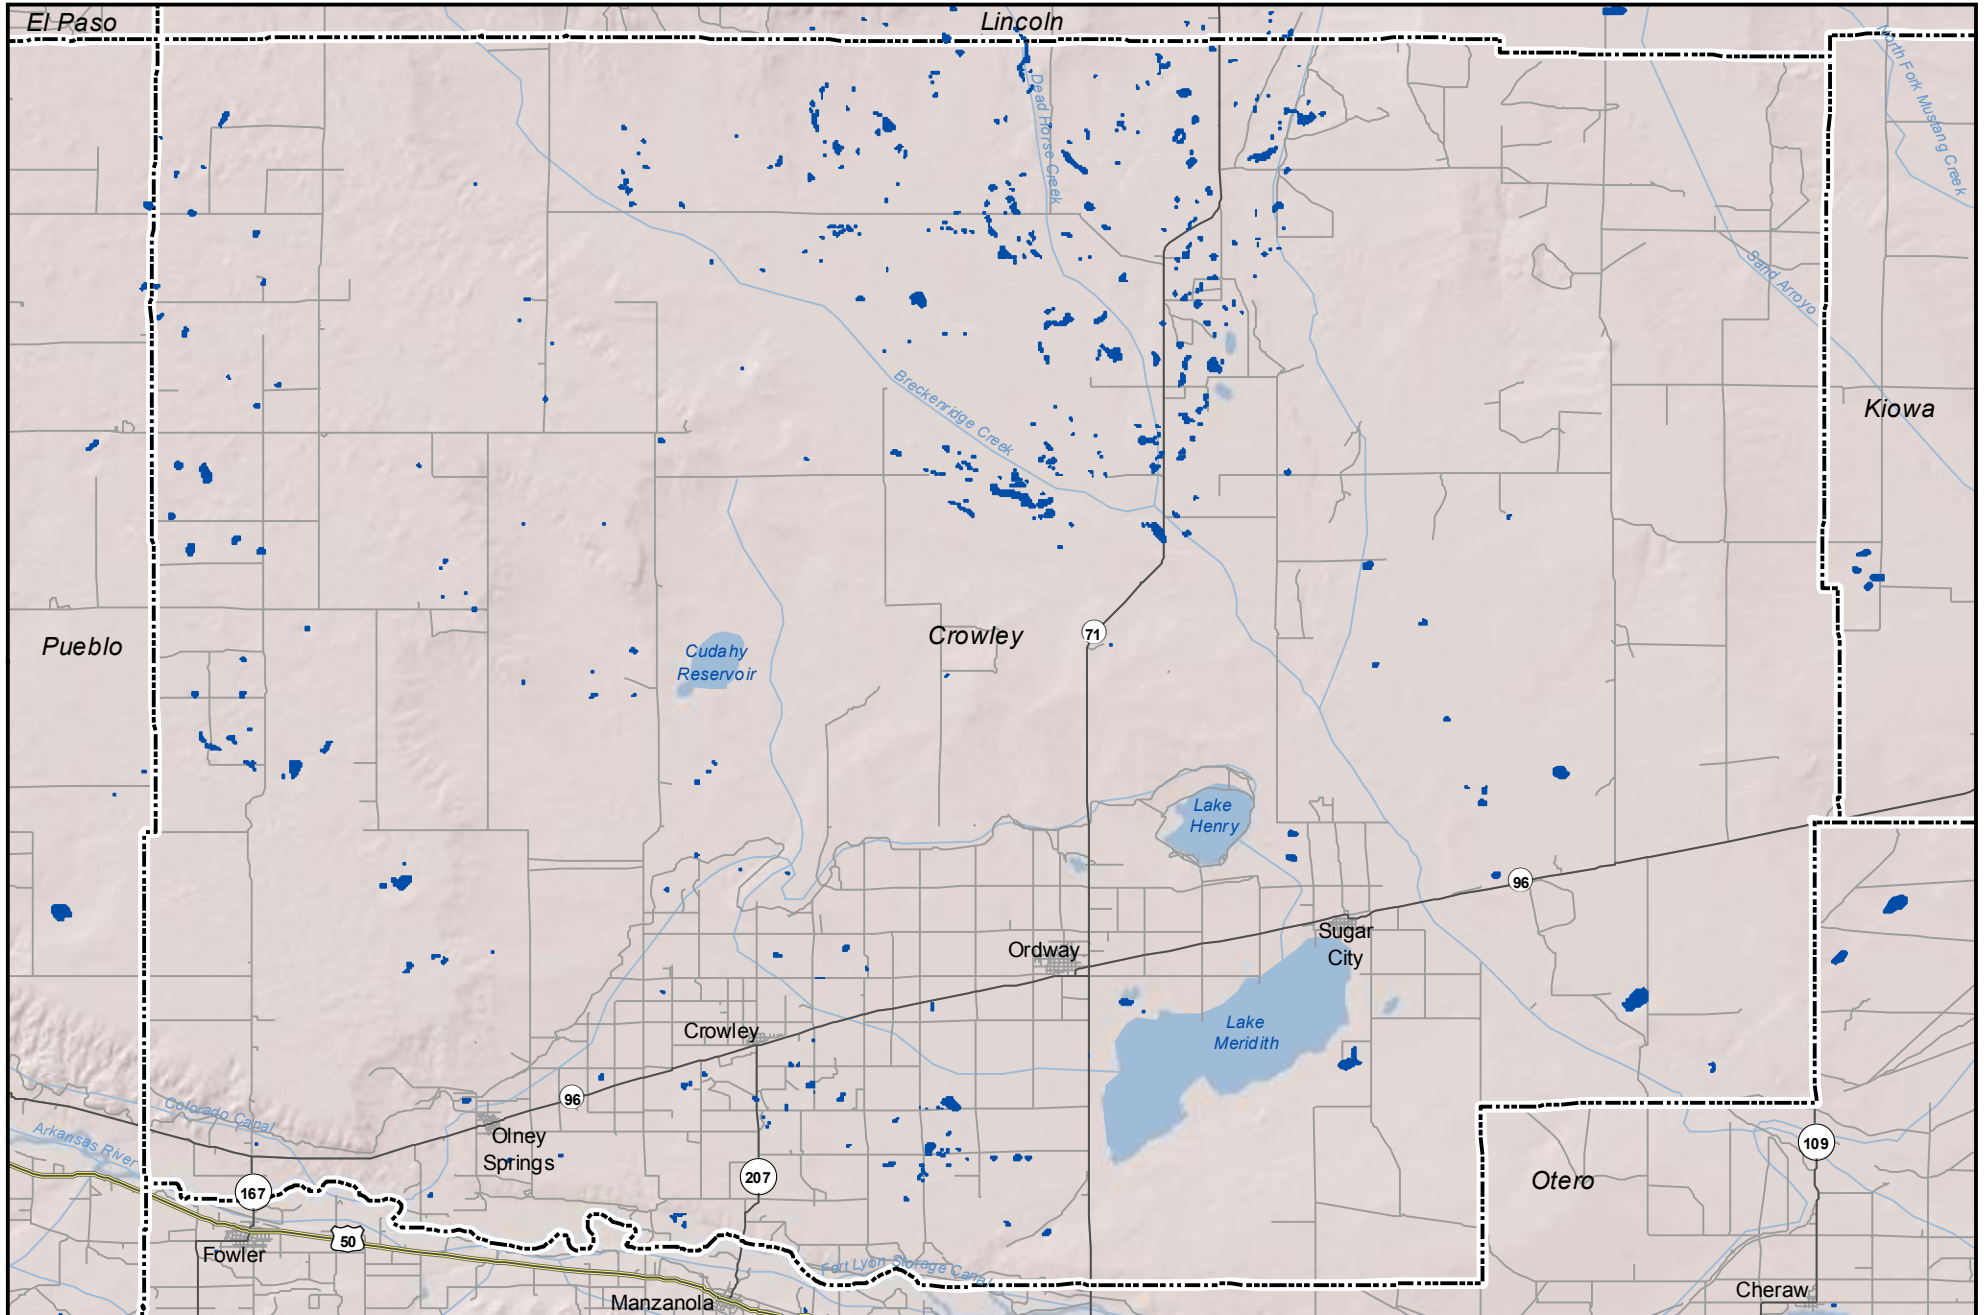 El Paso
Lincoln
North Fork Mustang Creek
Dead Horse Creek
Sand Arroyo
Breckenridge Creek
Kiowa
Pueblo
Crowley
71
Cudahy
Reservoir
Lake
Henry
96
Sugar
City
Ordway
Lake
Meridith
Crowley
96
Olney
Springs
Colorado Canal
Arkansas River
109
167
207
Otero
50
Fowler
Fort Lyon Storage Canal
Manzanola
Cheraw